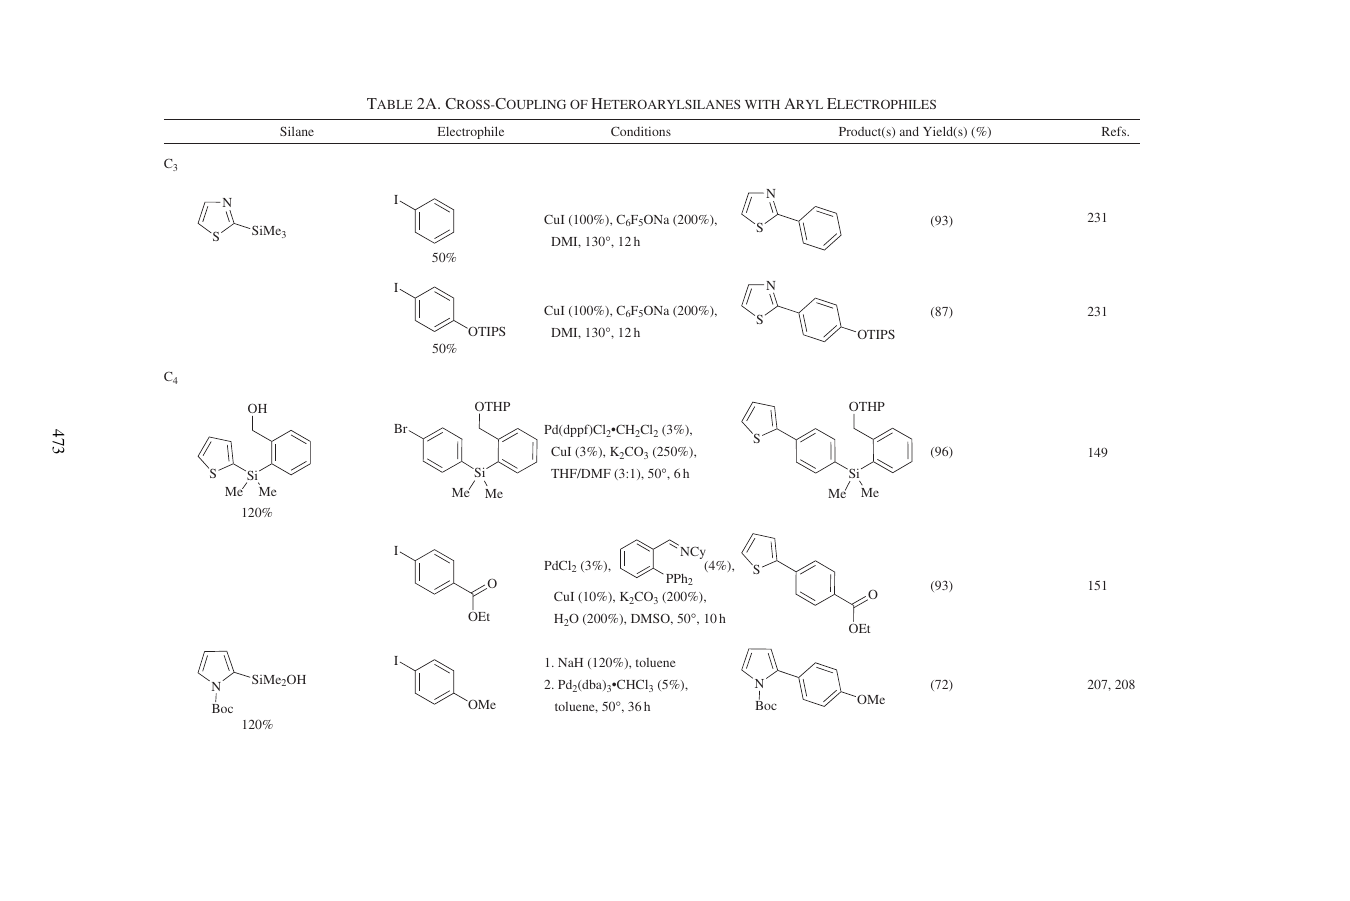 TABLE 2A. CROSS-COUPLING OF HETEROARYLSILANES WITH ARYL ELECTROPHILES
Silane Electrophile Conditions Product(s) and Yield(s) (%) Refs.
C3
N
S
SiMe3
I
50%
CuI (100%), C6F5ONa (200%),
DMI, 130°, 12 h
N
S
(93)
231
I
OTIPS
50%
CuI (100%), C6F5ONa (200%),
DMI, 130°, 12 h
N
S
OTIPS
(87)
231
C4
OH
S
Si
Me Me
120%
Br
OTHP
Si
Me Me
Pd(dppf)Cl2•CH2Cl2 (3%),
CuI (3%), K2CO3 (250%),
THF/DMF (3:1), 50°, 6 h
S
OTHP
Si
Me Me
(96)
149
I
O
OEt
PdCl2 (3%),
NCy
PPh2
(4%),
CuI (10%), K2CO3 (200%),
H2O (200%), DMSO, 50°, 10 h
S
O
OEt
(93)
151
N
Boc
SiMe2OH
120%
I
OMe
1. NaH (120%), toluene
2. Pd2(dba)3•CHCl3 (5%),
toluene, 50°, 36 h
N
Boc
OMe
(72)
207, 208
473